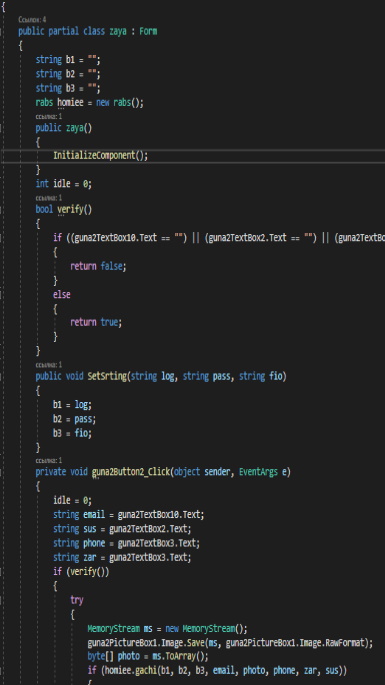 {
Ссылок: 4
public partial class zaya : Form
{
string b1 = "";
string b2 = "";
string b3 = "";
rabs homiee = new rabs();
ссылка: 1
public zaya()
{
InitializeComponent();
}
int idle = 0;
ссылка: 1
bool verify()
{
if ((guna2TextBox10.Text == "") || (guna2TextBox2.Text == "") || (guna2TextBo
{
return false;
}
else
{
return true;
}
}
ссылка: 1
public void SetSrting(string log, string pass, string fio)
{
b1 = log;
b2 = pass;
b3 = fio;
}
ссылка: 1
private void guna2Button2_Click(object sender, EventArgs e)
{
idle = 0;
string email = guna2TextBox10.Text;
string sus = guna2TextBox2.Text;
string phone = guna2TextBox3.Text;
string zar = guna2TextBox3.Text;
if (verify())
{
try
{
MemoryStream ms = new MemoryStream();
guna2PictureBox1.Image.Save(ms, guna2PictureBox1.Image.RawFormat);
byte[] photo = ms.ToArray();
if (homiee.gachi(b1, b2, b3, email, photo, phone, zar, sus))
{